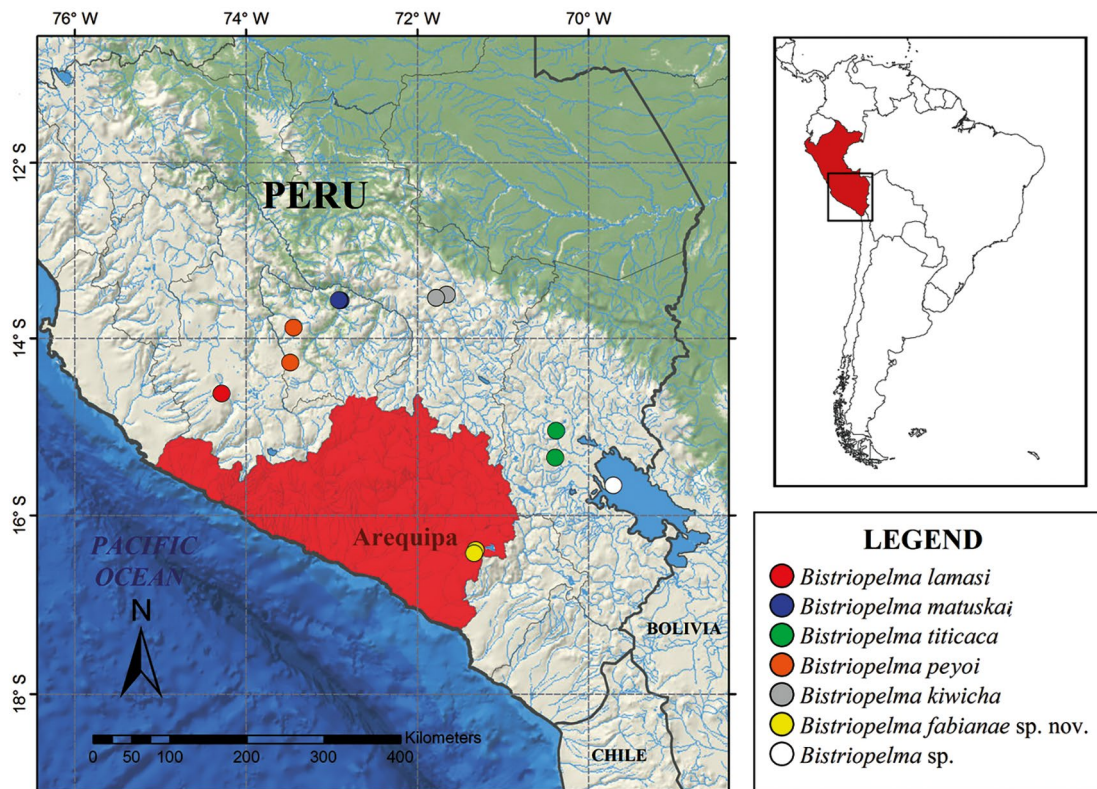 76° W 74° W 72° W 70° W
12° S
PERU
14° S
16° S
Arequipa
PACIFIC
OCEAN
N
BOLIVIA
18° S
Kilometers
0 50 100 200 300 400
CHILE
LEGEND
Bistriopelma lamasi
Bistriopelma matuskai
Bistriopelma titicaca
Bistriopelma peyoi
Bistriopelma kiwicha
Bistriopelma fabianae sp. nov.
Bistriopelma sp.